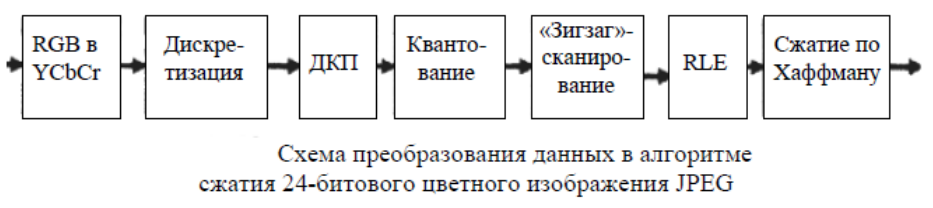 RGB в
YCbCr
Дискре-
тизация
ДКП
Кванто-
вание
«Зигзаг»-
сканиро-
вание
RLE
Сжатие по
Хаффману
Схема преобразования данных в алгоритме
сжатия 24-битового цветного изображения JPEG